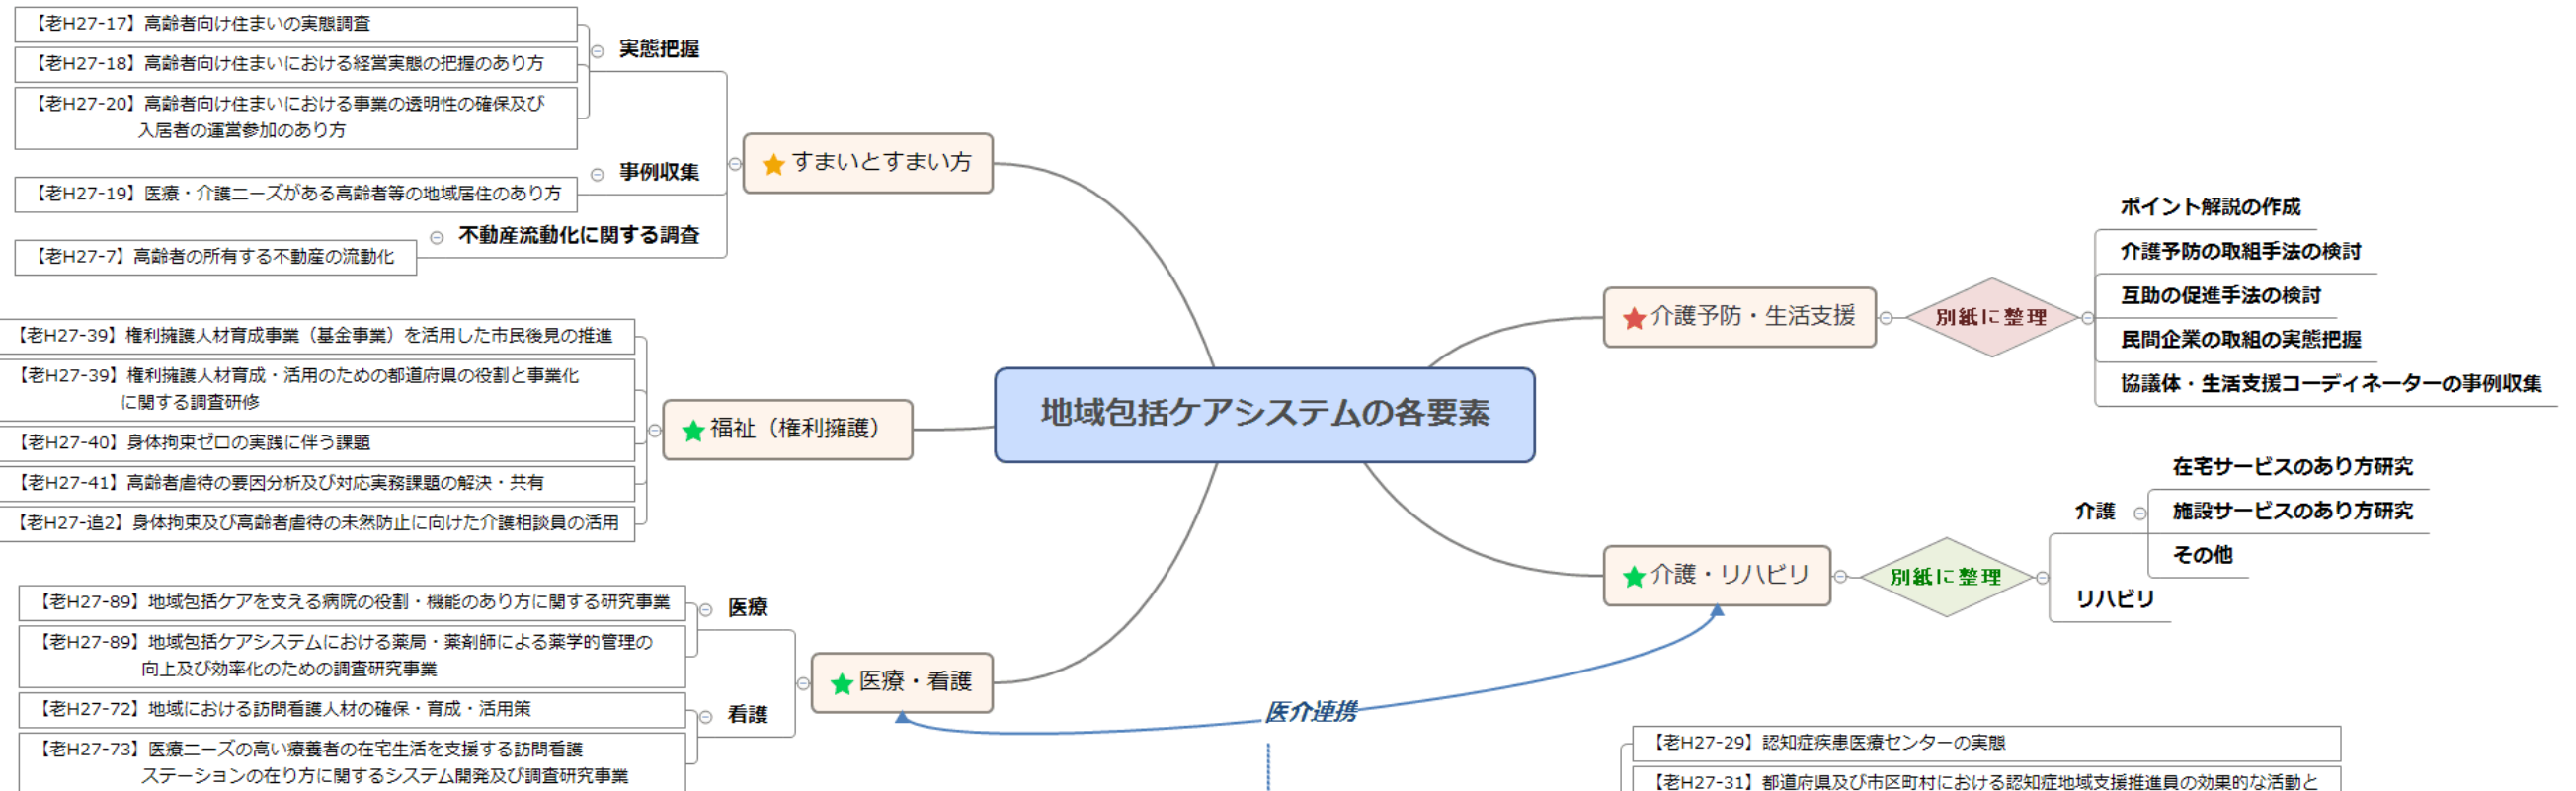 【老H27-17】高齢者向け住まいの実態調査
【老H27-18】高齢者向け住まいにおける経営実態の把握のあり方
【老H27-20】高齢者向け住まいにおける事業の透明性の確保及び
入居者の運営参加のあり方
実態把握
【老H27-19】医療・介護ニーズがある高齢者等の地域居住のあり方
事例収集
【老H27-7】高齢者の所有する不動産の流動化
不動産流動化に関する調査
すまいとすまい方
【老H27-39】権利擁護人材育成事業（基金事業）を活用した市民後見の推進
【老H27-39】権利擁護人材育成・活用のための都道府県の役割と事業化
に関する調査研修
【老H27-40】身体拘束ゼロの実践に伴う課題
【老H27-41】高齢者虐待の要因分析及び対応実務課題の解決・共有
【老H27-追2】身体拘束及び高齢者虐待の未然防止に向けた介護相談員の活用
福祉（権利擁護）
【老H27-89】地域包括ケアを支える病院の役割・機能のあり方に関する研究事業
【老H27-89】地域包括ケアシステムにおける薬局・薬剤師による薬学的管理の
向上及び効率化のための調査研究事業
医療
【老H27-72】地域における訪問看護人材の確保・育成・活用策
【老H27-73】医療ニーズの高い療養者の在宅生活を支援する訪問看護
ステーションの在り方に関するシステム開発及び調査研究事業
看護
医療・看護
地域包括ケアシステムの各要素
介護予防・生活支援
別紙に整理
ポイント解説の作成
介護予防の取組手法の検討
互助の促進手法の検討
民間企業の取組の実態把握
協議体・生活支援コーディネーターの事例収集
介護・リハビリ
別紙に整理
介護
在宅サービスのあり方研究
施設サービスのあり方研究
その他
リハビリ
医介連携
【老H27-29】認知症疾患医療センターの実態
【老H27-31】都道府県及び市区町村における認知症地域支援推進員の効果的な活動と